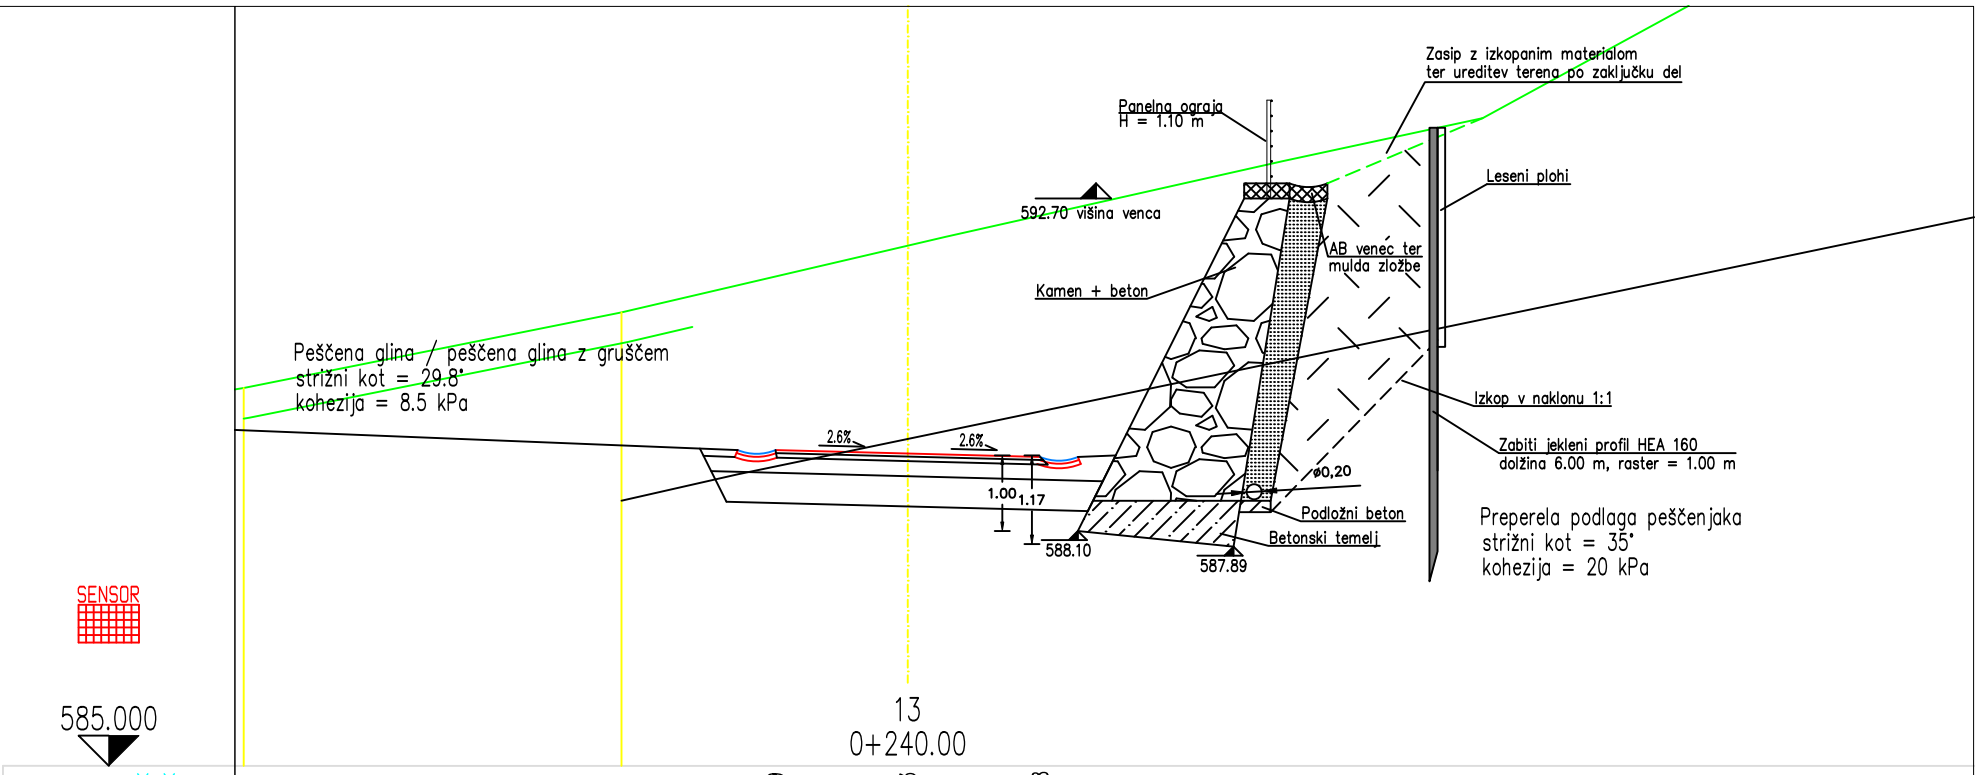 Zasip z izkopanim materialom
ter ureditev terena po zaključku del
Panelna ograja
H = 1.10 m
Leseni plohi
592.70 višina venca
AB venec ter
mulda zložbe
Kamen + beton
Peščena glina / peščena glina z gruščem
strižni kot = 29.8°
kohezija = 8.5 kPa
Izkop v naklonu 1:1
2.6%
2.6%
Zabiti jekleni profil HEA 160
dolžina 6.00 m, raster = 1.00 m
ø0,20
1.00
1.17
Podložni beton
Preperela podlaga peščenjaka
strižni kot = 35°
kohezija = 20 kPa
Betonski temelj
588.10
587.89
SENSOR
585.000
13
0+240.00